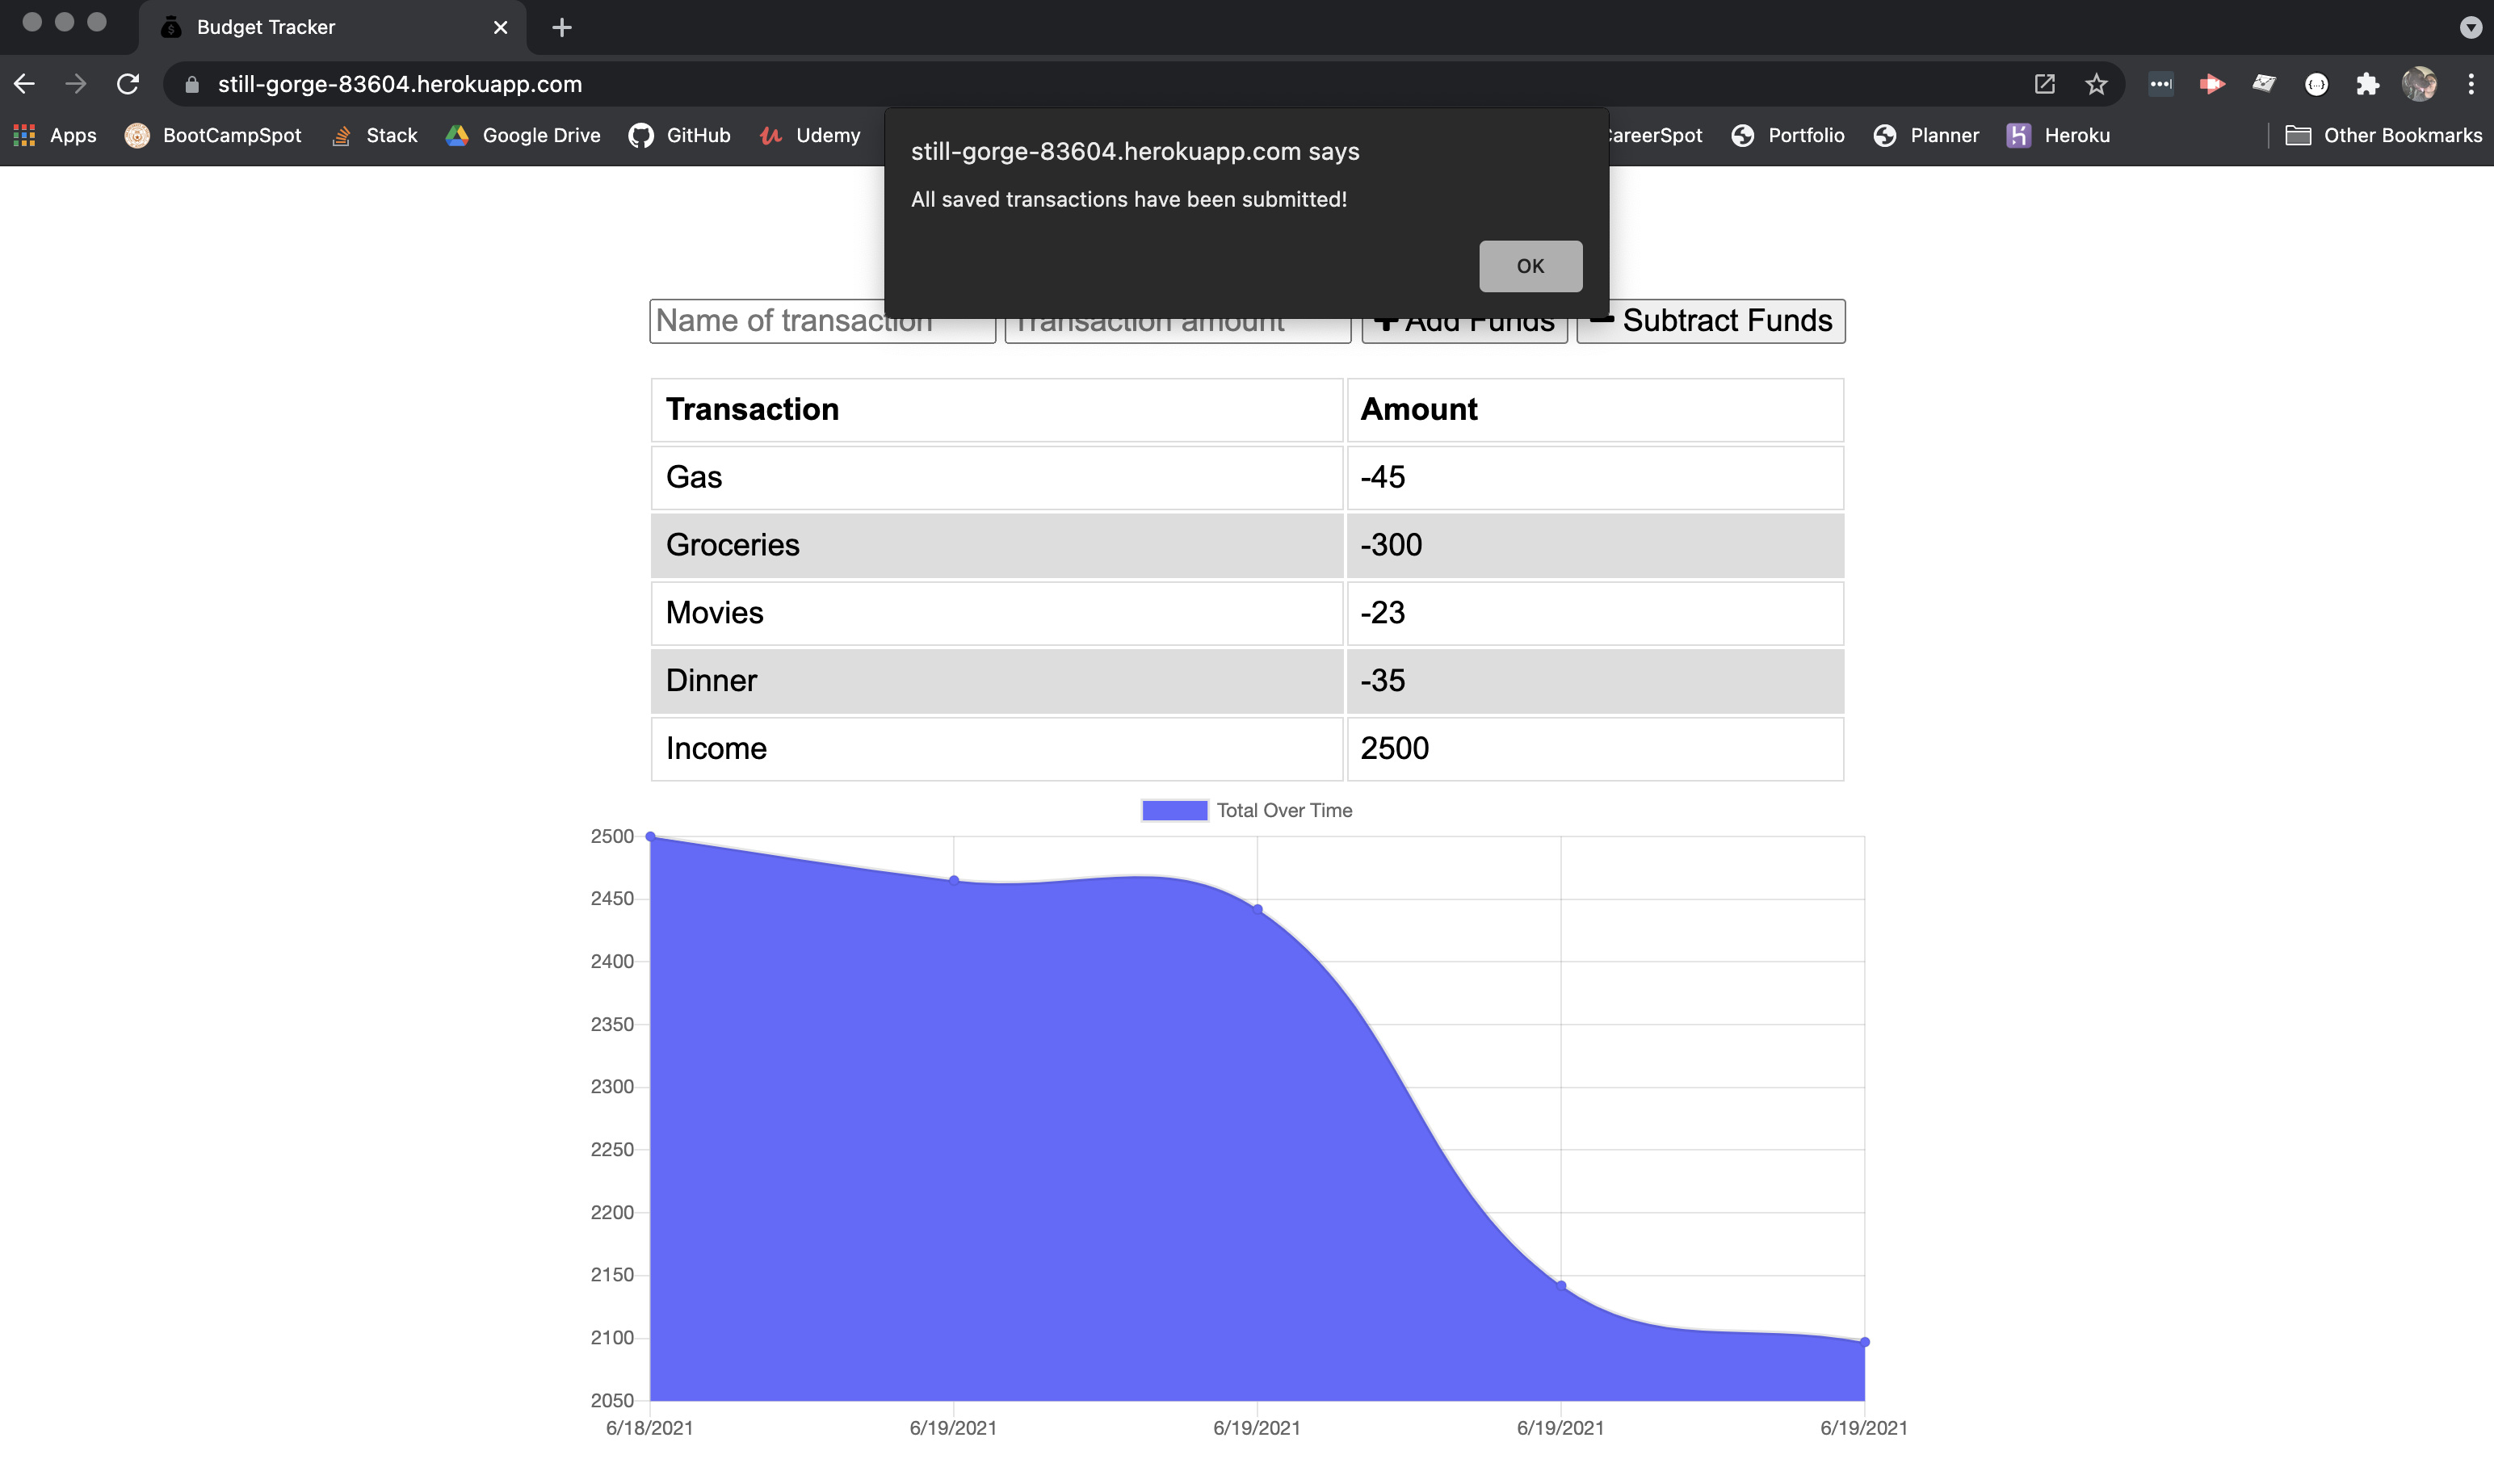 Budget Tracker
still-gorge-83604.herokuapp.com
Apps BootCampSpot Stack Google Drive GitHub Udemy CareerSpot Portfolio Planner Heroku Other Bookmarks
still-gorge-83604.herokuapp.com says
All saved transactions have been submitted!
OK
Name of transaction Transaction amount Add Funds Subtract Funds
Transaction Amount
Gas -45
Groceries -300
Movies -23
Dinner -35
Income 2500
Total Over Time
2500
2450
2400
2350
2300
2250
2200
2150
2100
2050
6/18/2021 6/19/2021 6/19/2021 6/19/2021 6/19/2021